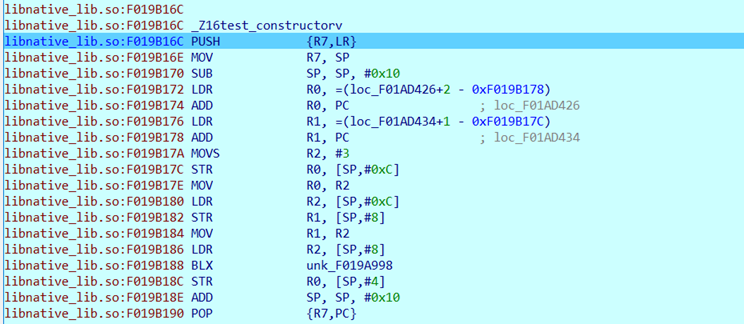 libnative_lib.so:F019B16C
libnative_lib.so:F019B16C _Z16test_constructorv
libnative_lib.so:F019B16C PUSH {R7,LR}
libnative_lib.so:F019B16E MOV R7, SP
libnative_lib.so:F019B170 SUB SP, SP, #0x10
libnative_lib.so:F019B172 LDR R0, =(loc_F01AD426+2 - 0xF019B178)
libnative_lib.so:F019B174 ADD R0, PC ; loc_F01AD426
libnative_lib.so:F019B176 LDR R1, =(loc_F01AD434+1 - 0xF019B17C)
libnative_lib.so:F019B178 ADD R1, PC ; loc_F01AD434
libnative_lib.so:F019B17A MOVS R2, #3
libnative_lib.so:F019B17C STR R0, [SP,#0xC]
libnative_lib.so:F019B17E MOV R0, R2
libnative_lib.so:F019B180 LDR R2, [SP,#0xC]
libnative_lib.so:F019B182 STR R1, [SP,#8]
libnative_lib.so:F019B184 MOV R1, R2
libnative_lib.so:F019B186 LDR R2, [SP,#8]
libnative_lib.so:F019B188 BLX unk_F019A998
libnative_lib.so:F019B18C STR R0, [SP,#4]
libnative_lib.so:F019B18E ADD SP, SP, #0x10
libnative_lib.so:F019B190 POP {R7,PC}